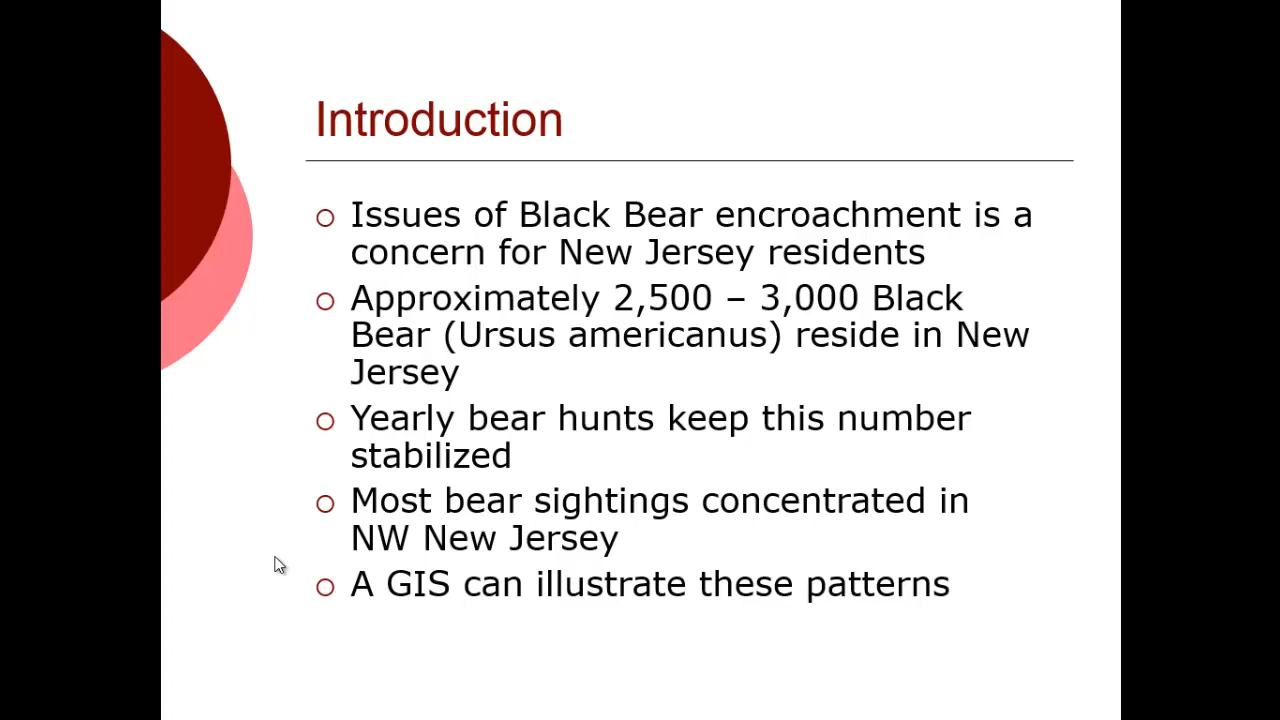 Introduction
Issues of Black Bear encroachment is a
concern for New Jersey residents
Approximately 2,500 – 3,000 Black
Bear (Ursus americanus) reside in New
Jersey
Yearly bear hunts keep this number
stabilized
Most bear sightings concentrated in
NW New Jersey
A GIS can illustrate these patterns